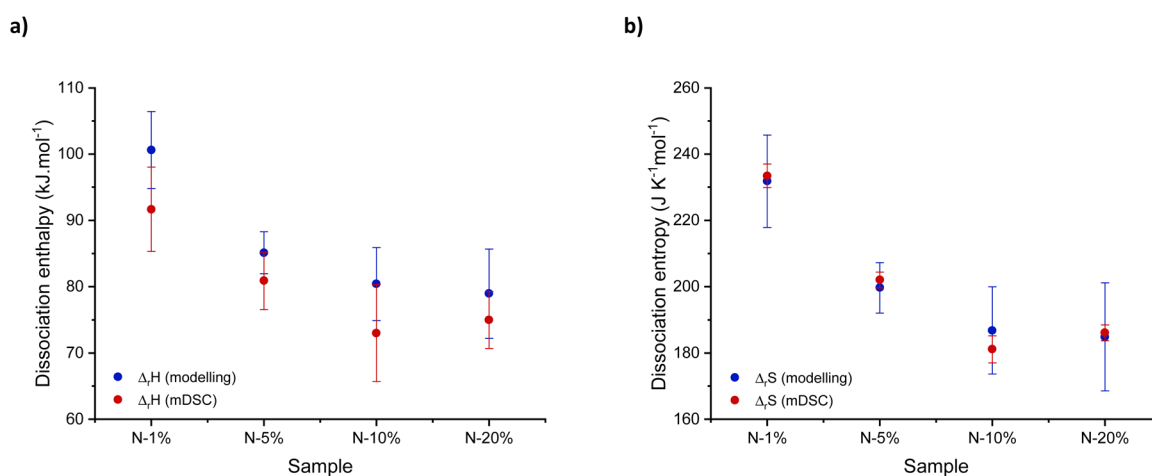 a)
Dissociation enthalpy (kJ.mol⁻¹)
110
100
90
80
70
60
ΔᵣH (modelling)
ΔᵣH (mDSC)
N-1% N-5% N-10% N-20%
Sample
b)
Dissociation entropy (J K⁻¹mol⁻¹)
260
240
220
200
180
160
ΔᵣS (modelling)
ΔᵣS (mDSC)
N-1% N-5% N-10% N-20%
Sample